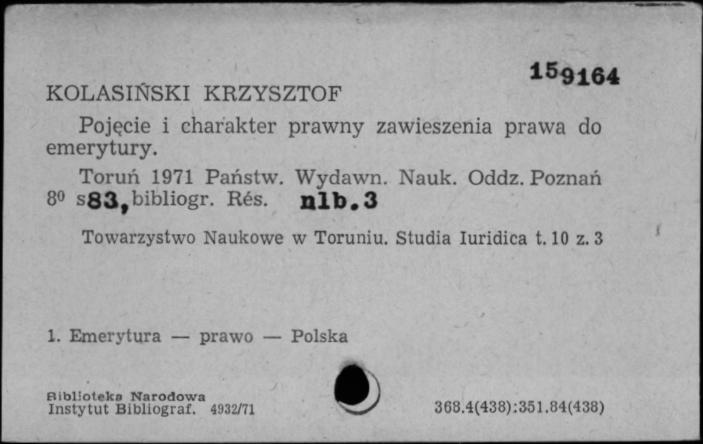 159164
KOLASIŃSKI KRZYSZTOF
Pojęcie i charakter prawny zawieszenia prawa do
emerytury.
Toruń 1971 Państw. Wydawn. Nauk. Oddz. Poznań
8⁰ s83, bibliogr. Rés. nlb.3
Towarzystwo Naukowe w Toruniu. Studia Iuridica t. 10 z. 3
1. Emerytura — prawo — Polska
Biblioteka Narodowa
Instytut Bibliograf. 4932/71
368.4(438):351.84(438)